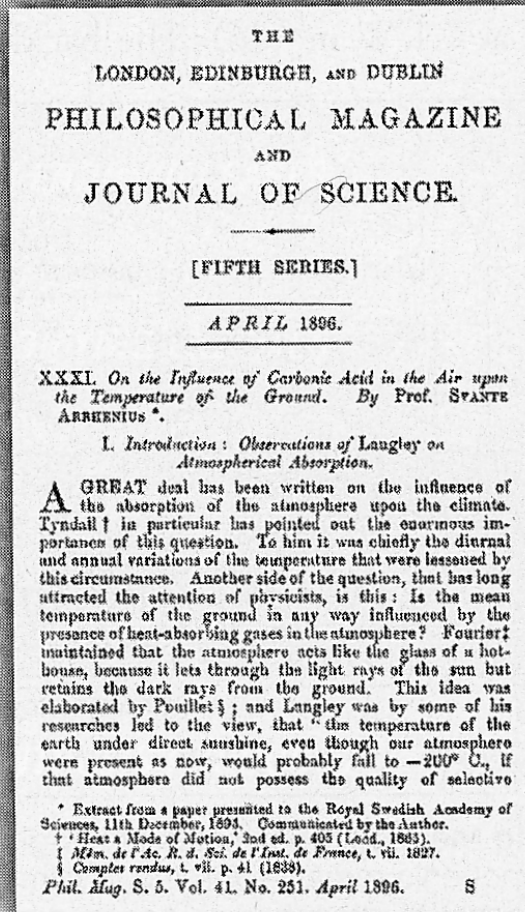 THE
LONDON, EDINBURGH, AND DUBLIN
PHILOSOPHICAL MAGAZINE
AND
JOURNAL OF SCIENCE.
[FIFTH SERIES.]
APRIL 1896.
XXXI. On the Influence of Carbonic Acid in the Air upon
the Temperature of the Ground. By Prof. SVANTE
ARRHENIUS *.
I. Introduction : Observations of Langley on
Atmospherical Absorption.
A GREAT deal has been written on the influence of
the absorption of the atmosphere upon the climate.
Tyndall † in particular has pointed out the enormous im-
portance of this question. To him it was chiefly the diurnal
and annual variations of the temperature that were lessened by
this circumstance. Another side of the question, that has long
attracted the attention of physicists, is this : Is the mean
temperature of the ground in any way influenced by the
presence of heat-absorbing gases in the atmosphere? Fourier‡
maintained that the atmosphere acts like the glass of a hot-
house, because it lets through the light rays of the sun but
retains the dark rays from the ground. This idea was
elaborated by Pouillet § ; and Langley was by some of his
researches led to the view, that "the temperature of the
earth under direct sunshine, even though our atmosphere
were present as now, would probably fall to −200° C., if
that atmosphere did not possess the quality of selective
* Extract from a paper presented to the Royal Swedish Academy of
Sciences, 11th December, 1895. Communicated by the Author.
† 'Heat a Mode of Motion,' 2nd ed. p. 405 (Lond., 1865).
‡ Mém. de l'Ac. R. d. Sci. de l'Inst. de France, t. vii. 1827.
§ Comptes rendus, t. vii. p. 41 (1838).
Phil. Mag. S. 5. Vol. 41. No. 251. April 1896. S